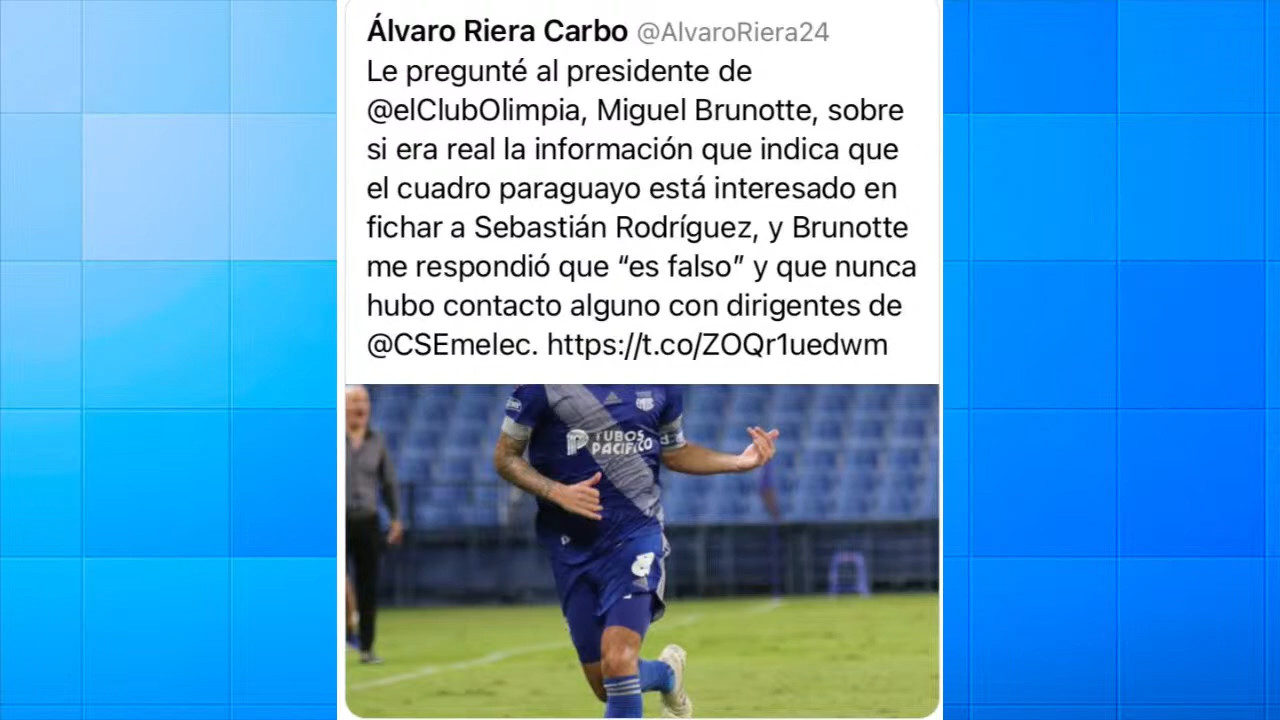 Álvaro Riera Carbo @AlvaroRiera24
Le pregunté al presidente de
@elClubOlimpia, Miguel Brunotte, sobre
si era real la información que indica que
el cuadro paraguayo está interesado en
fichar a Sebastián Rodríguez, y Brunotte
me respondió que “es falso” y que nunca
hubo contacto alguno con dirigentes de
@CSEmelec. https://t.co/ZOQr1uedwm
TUBOS
PACIFICO